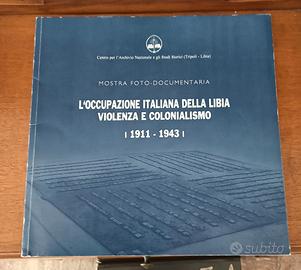 Centro per l'Archivio Nazionale e gli Studi Storici (Tripoli - Libia)
MOSTRA FOTO-DOCUMENTARIA
L'OCCUPAZIONE ITALIANA DELLA LIBIA
VIOLENZA E COLONIALISMO
| 1911 - 1943 |
subito